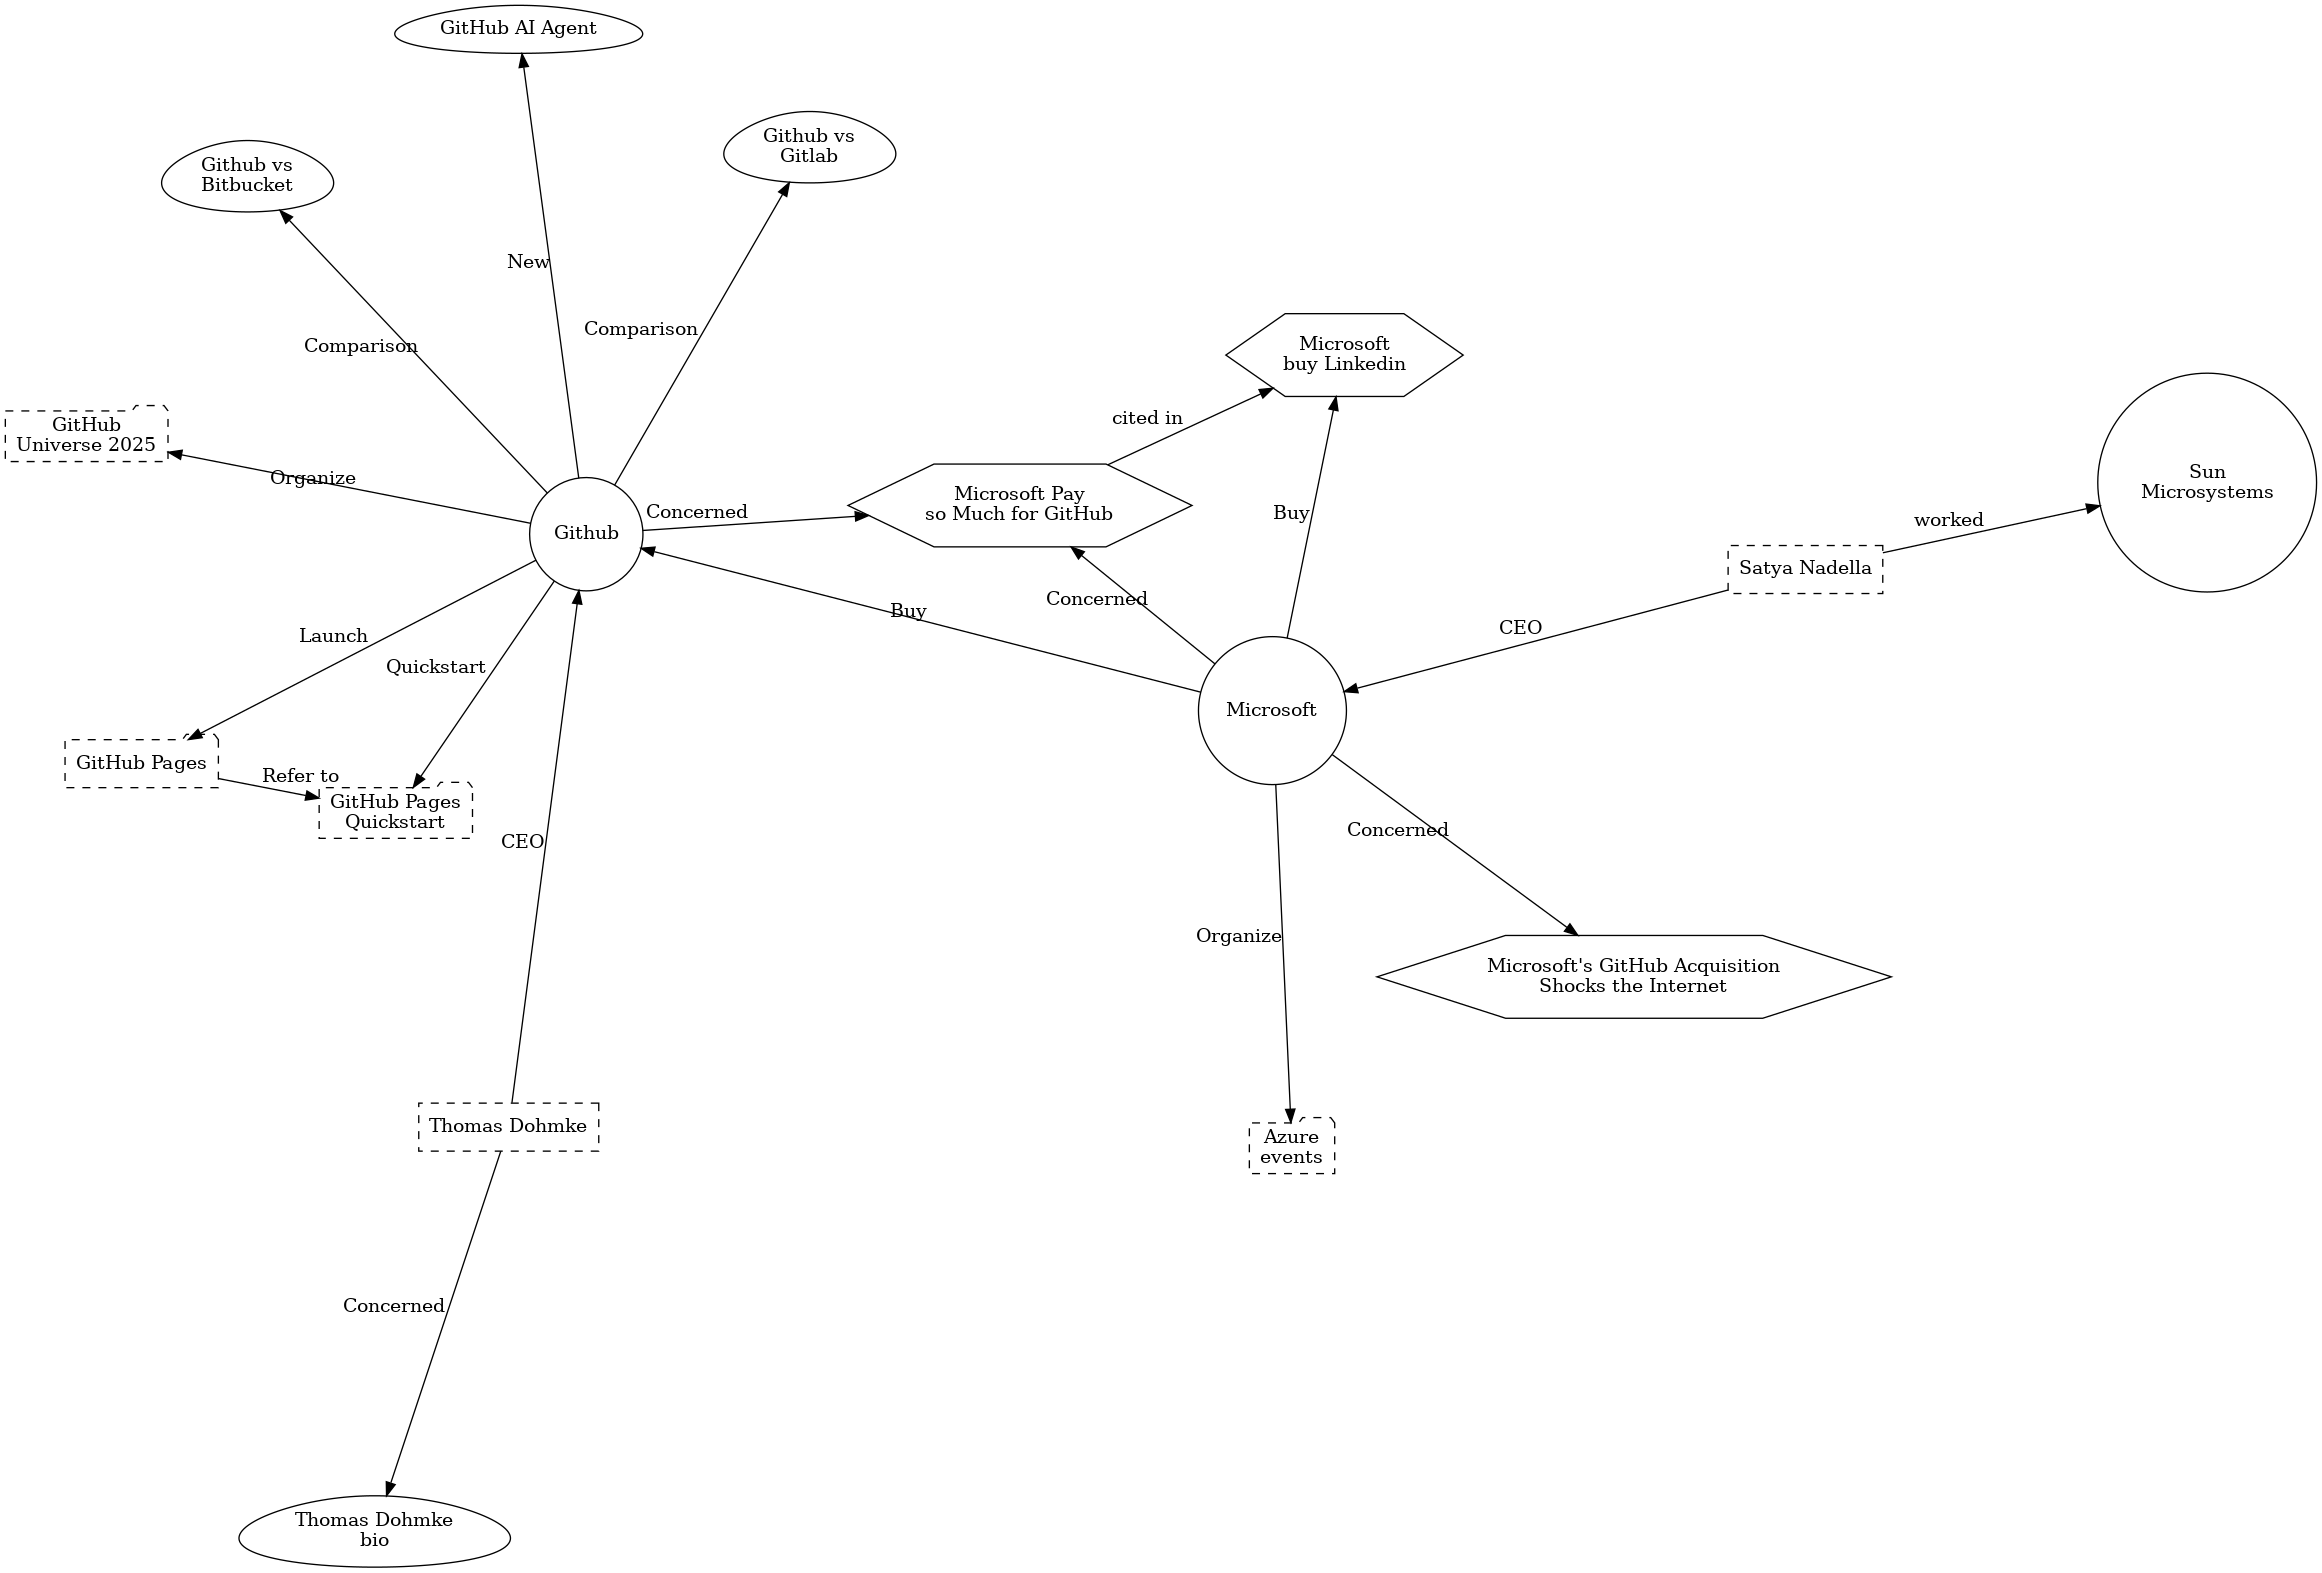 GitHub AI Agent
Github vs
Gitlab
Github vs
Bitbucket
New
Comparison
Comparison
Microsoft
buy Linkedin
cited in
GitHub
Universe 2025
Organize
Sun
Microsystems
Microsoft Pay
so Much for GitHub
Concerned
Buy
worked
Github
Satya Nadella
Concerned
Buy
CEO
Launch
Quickstart
Microsoft
GitHub Pages
Refer to
GitHub Pages
Quickstart
CEO
Concerned
Organize
Microsoft's GitHub Acquisition
Shocks the Internet
Thomas Dohmke
Azure
events
Concerned
Thomas Dohmke
bio